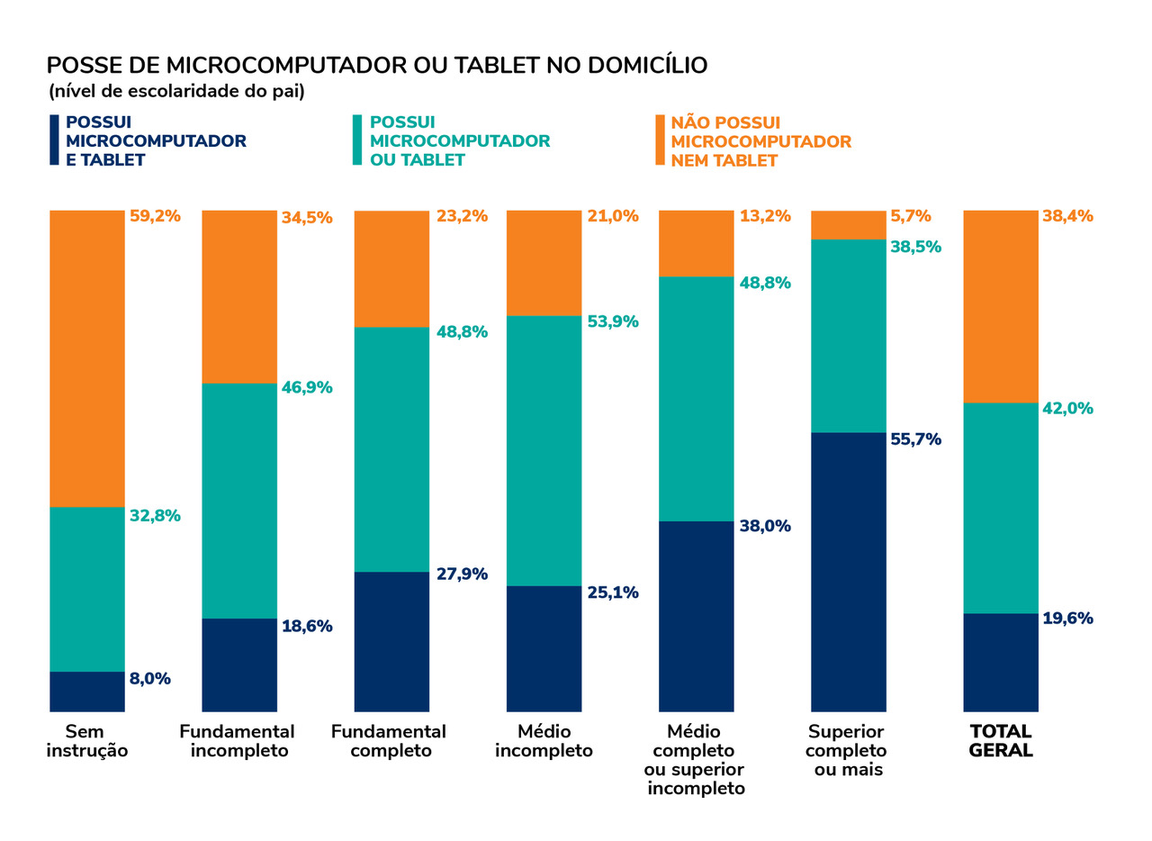 POSSE DE MICROCOMPUTADOR OU TABLET NO DOMICÍLIO
(nível de escolaridade do pai)
POSSUI
MICROCOMPUTADOR
E TABLET
POSSUI
MICROCOMPUTADOR
OU TABLET
NÃO POSSUI
MICROCOMPUTADOR
NEM TABLET
59,2%
32,8%
8,0%
Sem
instrução
34,5%
46,9%
18,6%
Fundamental
incompleto
23,2%
48,8%
27,9%
Fundamental
completo
21,0%
53,9%
25,1%
Médio
incompleto
13,2%
48,8%
38,0%
Médio
completo
ou superior
incompleto
5,7%
38,5%
55,7%
Superior
completo
ou mais
38,4%
42,0%
19,6%
TOTAL
GERAL